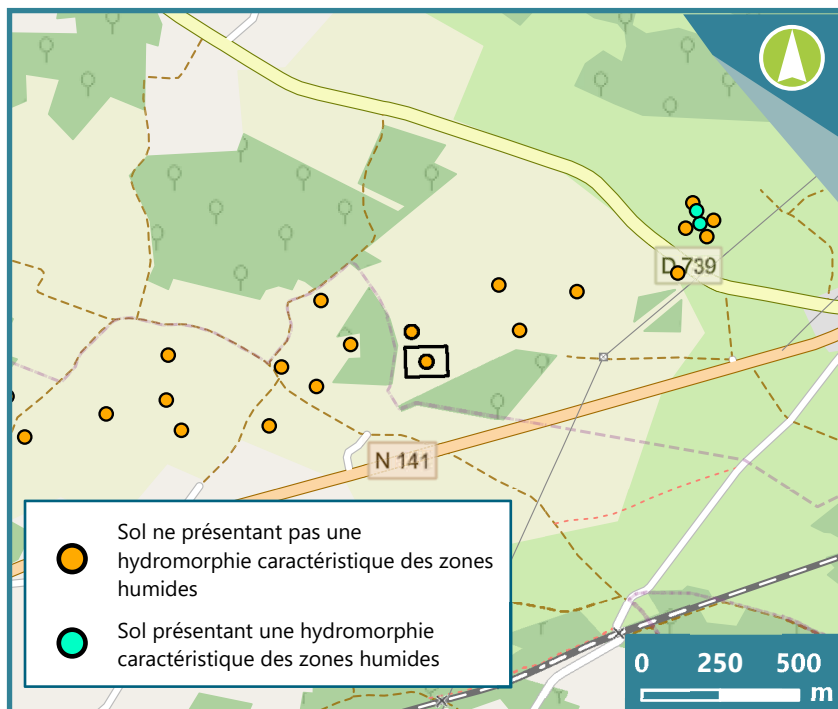 D 739
N 141
Sol ne présentant pas une
hydromorphie caractéristique des zones
humides
Sol présentant une hydromorphie
caractéristique des zones humides
0 250 500
m